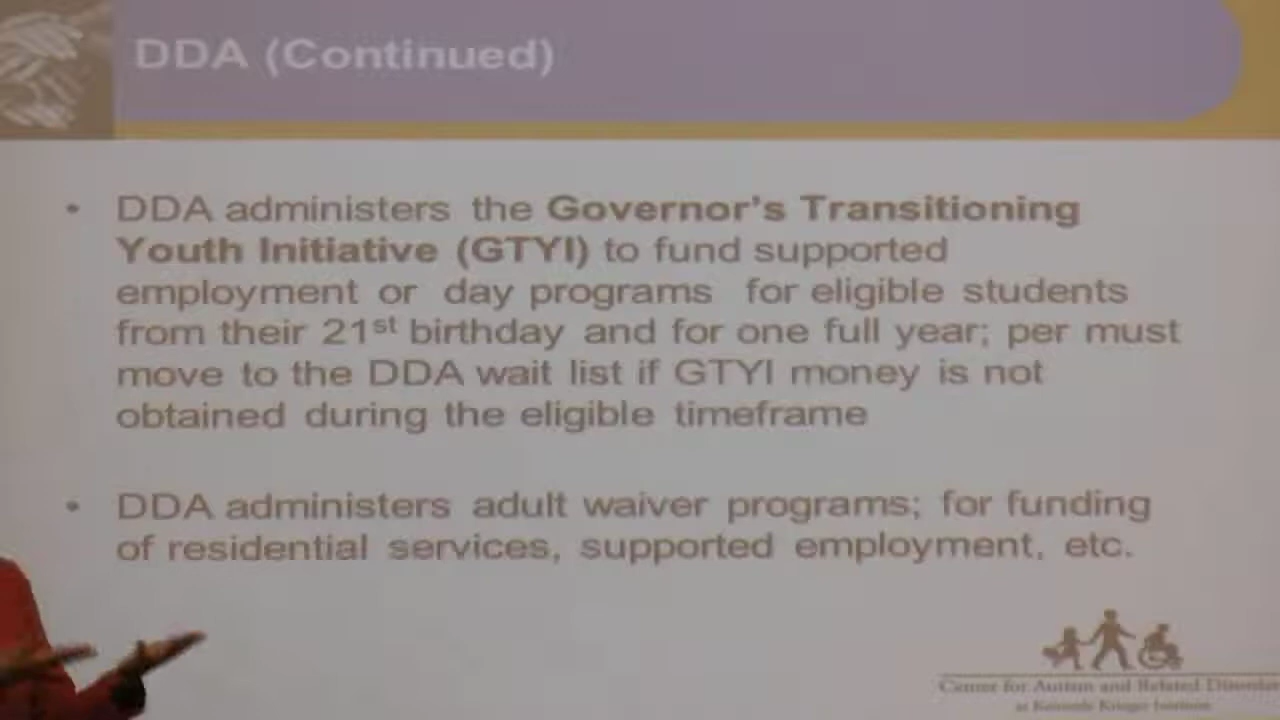 DDA (Continued)
• DDA administers the Governor's Transitioning
Youth Initiative (GTYI) to fund supported
employment or day programs for eligible students
from their 21st birthday and for one full year; per must
move to the DDA wait list if GTYI money is not
obtained during the eligible timeframe
• DDA administers adult waiver programs; for funding
of residential services, supported employment, etc.
Center for Autism and Related Disorders
at Kennedy Krieger Institute